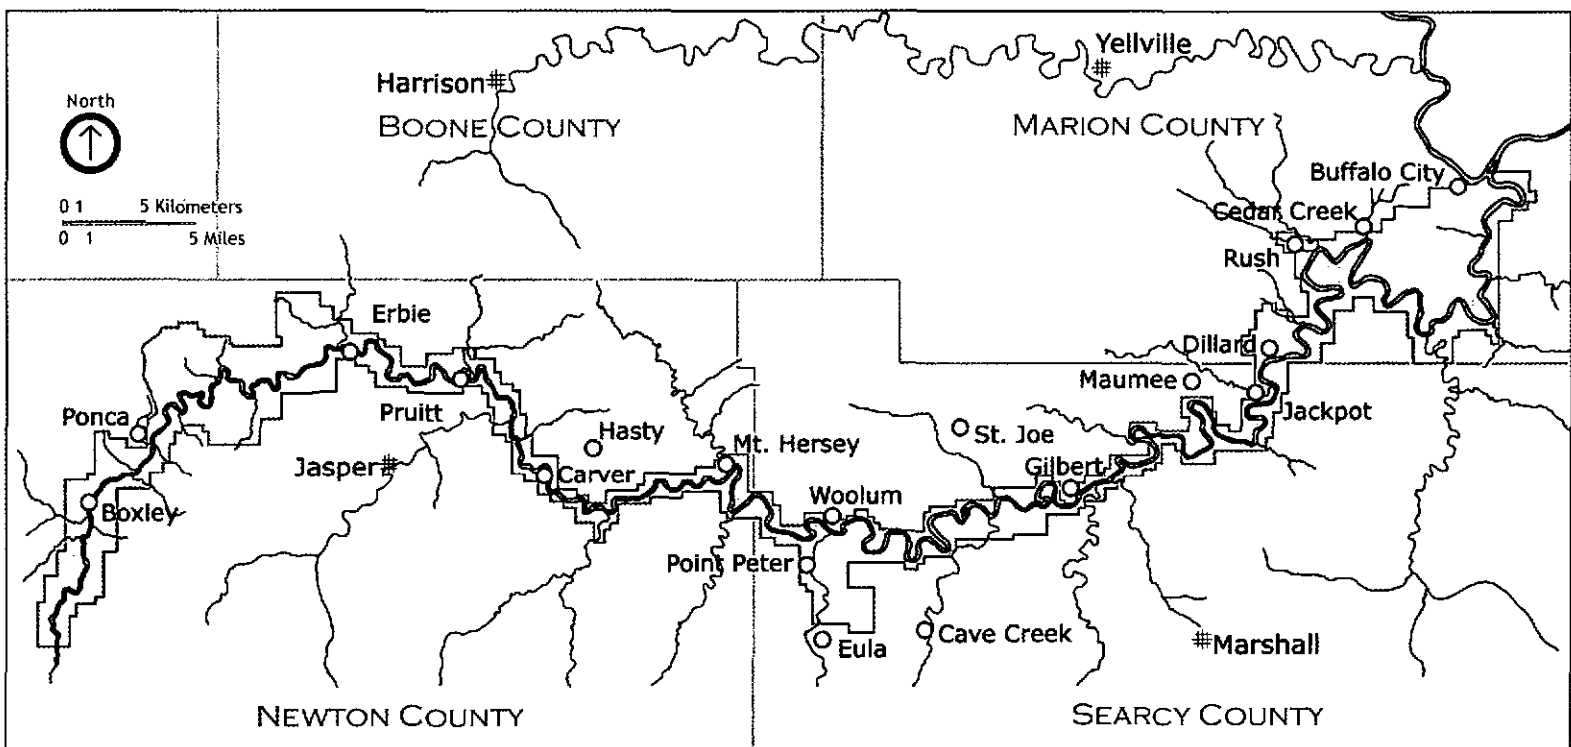 Yellville
Harrison
North
BOONE COUNTY
MARION COUNTY
Buffalo City
0 1 5 Kilometers
0 1 5 Miles
Cedar Creek
Rush
Erbie
Dillard
Maumee
Ponca
Pruitt
Jackpot
Hasty
St. Joe
Mt. Hersey
Jasper
Carver
Gilbert
Boxley
Woolum
Point Peter
Eula
Cave Creek
Marshall
NEWTON COUNTY
SEARCY COUNTY